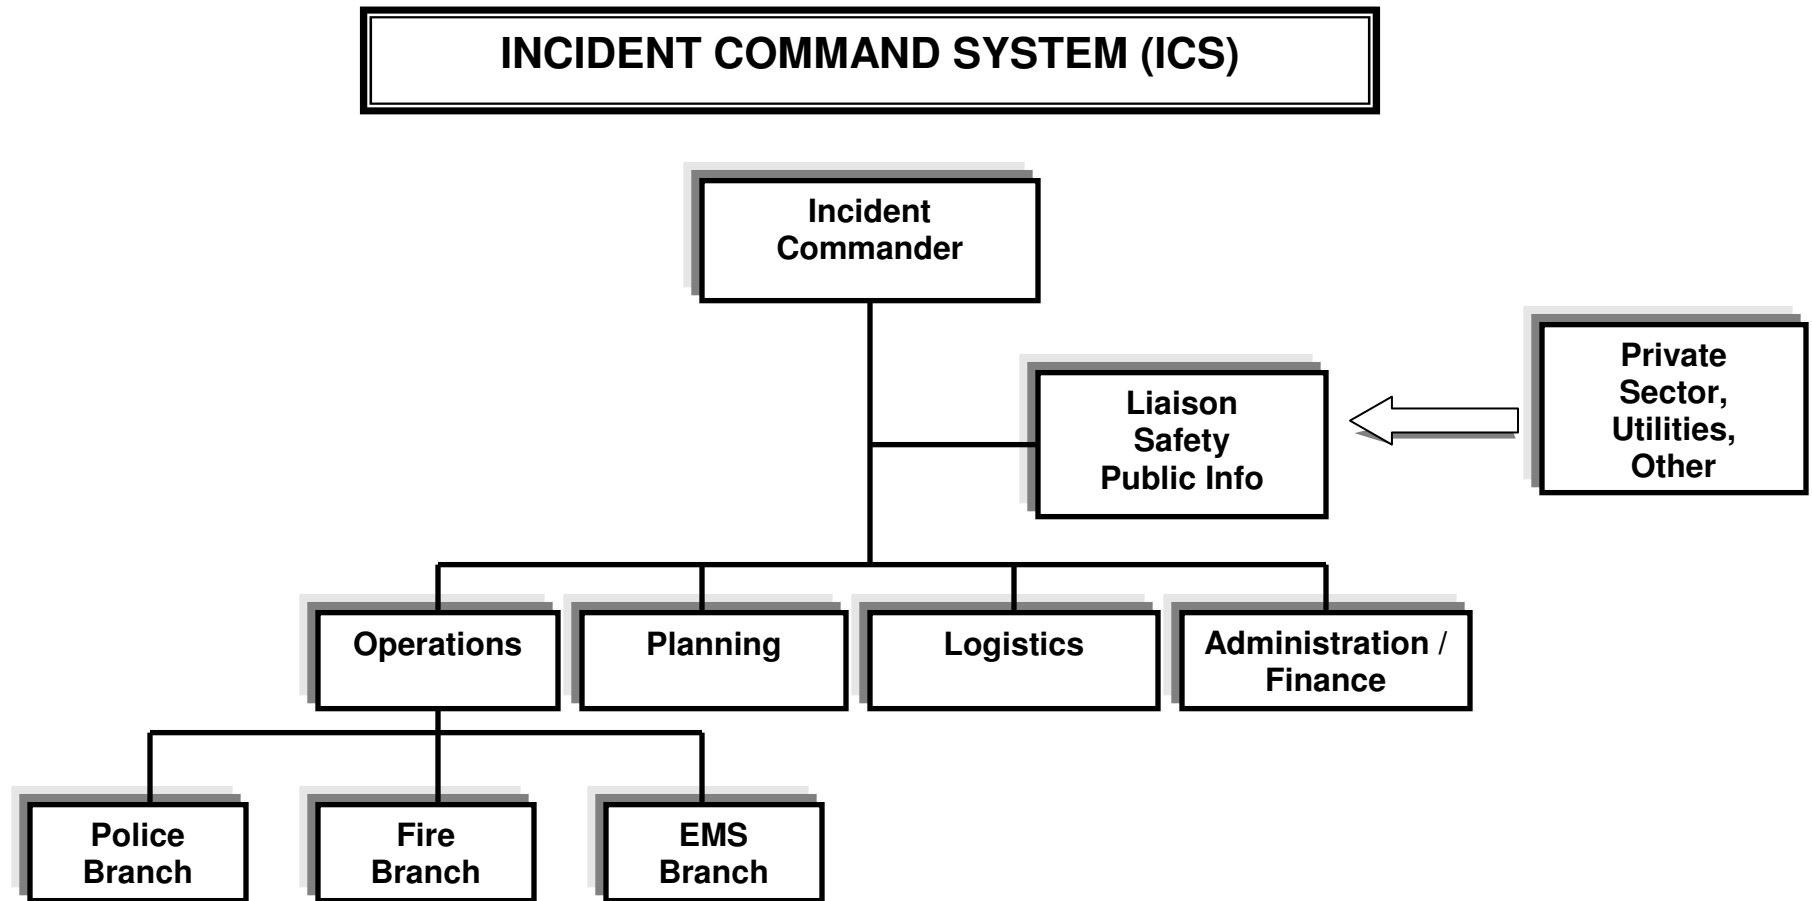 INCIDENT COMMAND SYSTEM (ICS)
Incident
Commander
Liaison
Safety
Public Info
Private
Sector,
Utilities,
Other
Operations
Planning
Logistics
Administration /
Finance
Police
Branch
Fire
Branch
EMS
Branch